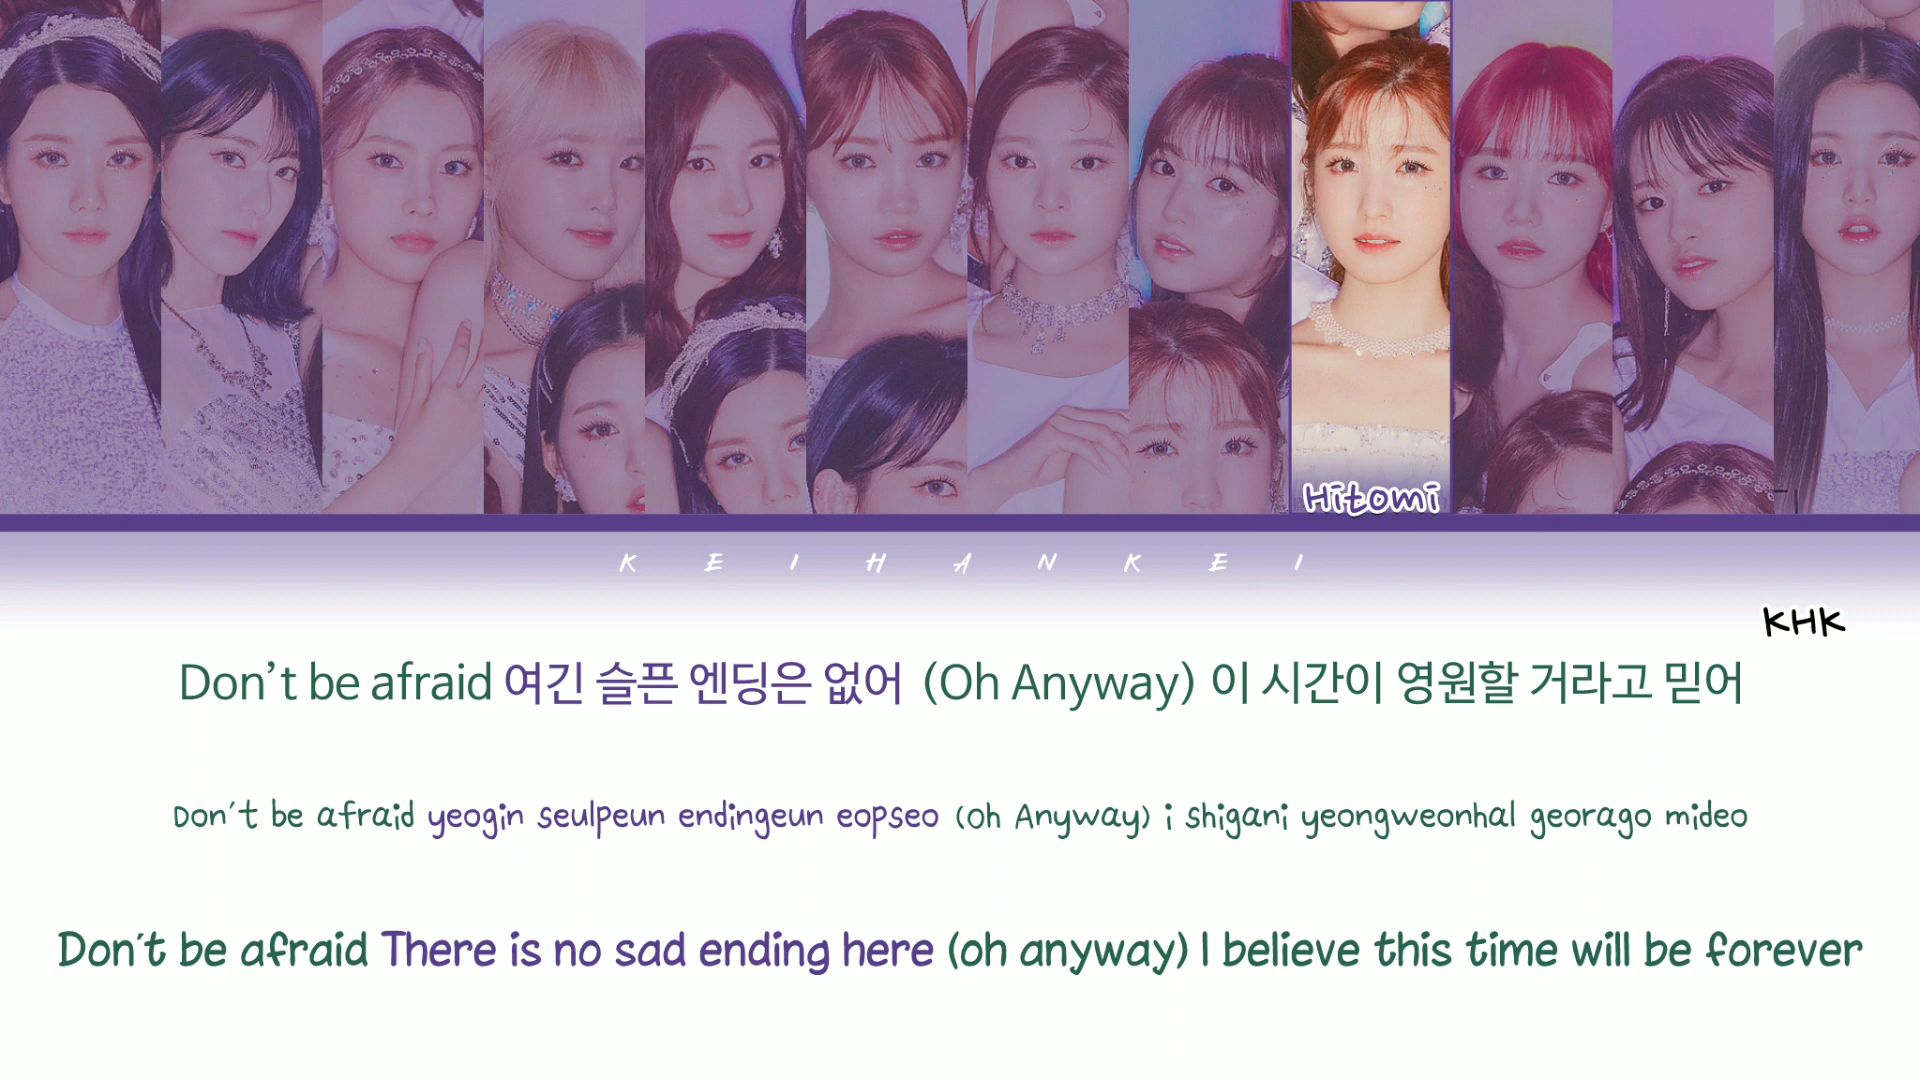 Hitomi
K E I H A N K E I
KHK
Don’t be afraid 여긴 슬픈 엔딩은 없어 (Oh Anyway) 이 시간이 영원할 거라고 믿어
Don't be afraid yeogin seulpeun endingeun eopseo (Oh Anyway) i shigani yeongweonhal georago mideo
Don't be afraid There is no sad ending here (oh anyway) I believe this time will be forever